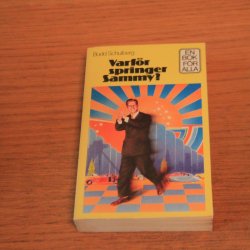 Budd Schulberg
Varför
springer
Sammy?
EN
BOK
FÖR
ALLA